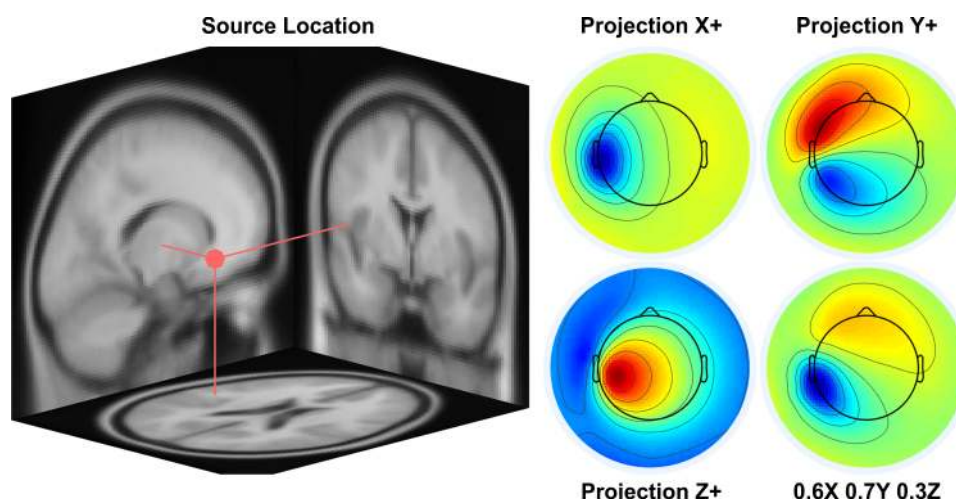 Source Location
Projection X+
Projection Y+
Projection Z+
0.6X 0.7Y 0.3Z